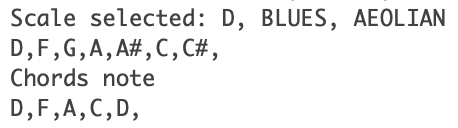 Scale selected: D, BLUES, AEOLIAN
D,F,G,A,A#,C,C#,
Chords note
D,F,A,C,D,